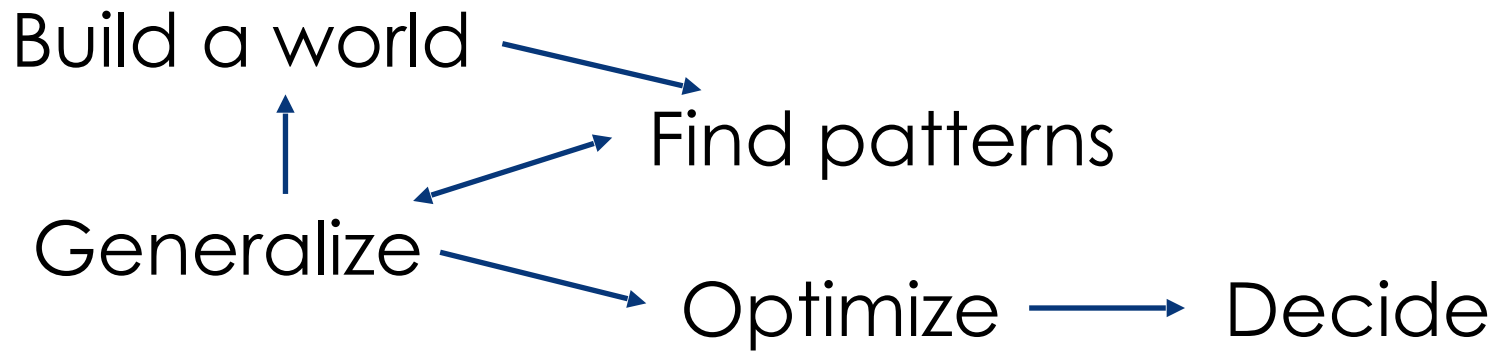 Build a world
Find patterns
Generalize
Optimize
Decide